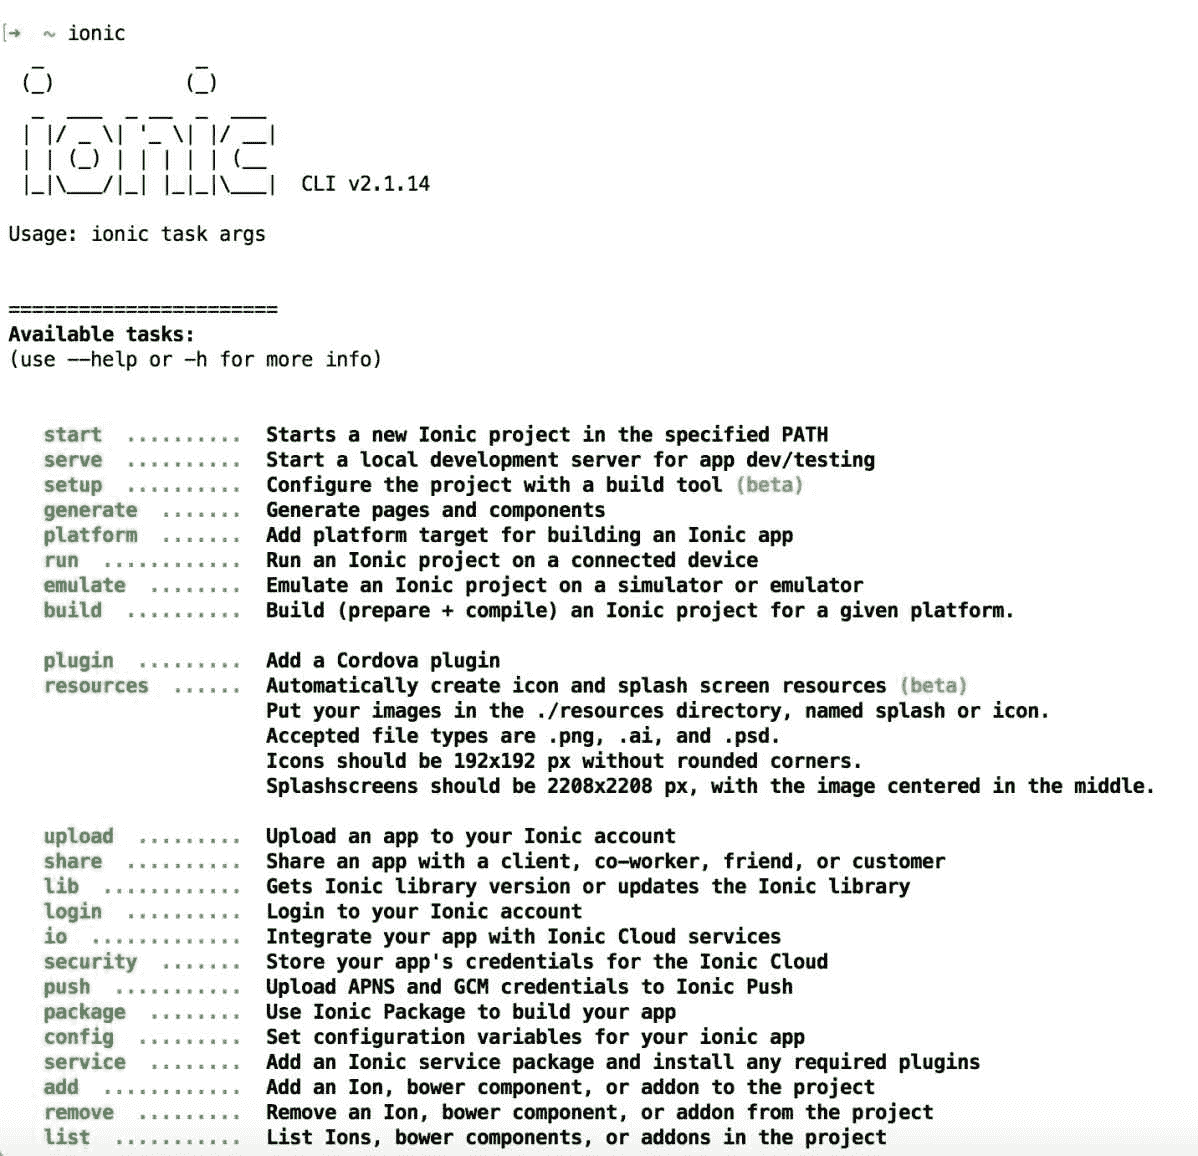 [➜  ~ ionic
  _             _
 (_)           (_)
  _  ___  _ __  _  ___
 | |/ _ \| '_ \| |/ __|
 | | (_) | | | | | (__
 |_|\___/|_| |_|_|\___|  CLI v2.1.14
Usage: ionic task args
=======================
Available tasks:
(use --help or -h for more info)
start .......... Starts a new Ionic project in the specified PATH
serve .......... Start a local development server for app dev/testing
setup .......... Configure the project with a build tool (beta)
generate ....... Generate pages and components
platform ....... Add platform target for building an Ionic app
run ............ Run an Ionic project on a connected device
emulate ........ Emulate an Ionic project on a simulator or emulator
build .......... Build (prepare + compile) an Ionic project for a given platform.
plugin ......... Add a Cordova plugin
resources ...... Automatically create icon and splash screen resources (beta)
Put your images in the ./resources directory, named splash or icon.
Accepted file types are .png, .ai, and .psd.
Icons should be 192x192 px without rounded corners.
Splashscreens should be 2208x2208 px, with the image centered in the middle.
upload ......... Upload an app to your Ionic account
share .......... Share an app with a client, co-worker, friend, or customer
lib ............ Gets Ionic library version or updates the Ionic library
login .......... Login to your Ionic account
io ............. Integrate your app with Ionic Cloud services
security ....... Store your app's credentials for the Ionic Cloud
push ........... Upload APNS and GCM credentials to Ionic Push
package ........ Use Ionic Package to build your app
config ......... Set configuration variables for your ionic app
service ........ Add an Ionic service package and install any required plugins
add ............ Add an Ion, bower component, or addon to the project
remove ......... Remove an Ion, bower component, or addon from the project
list ........... List Ions, bower components, or addons in the project